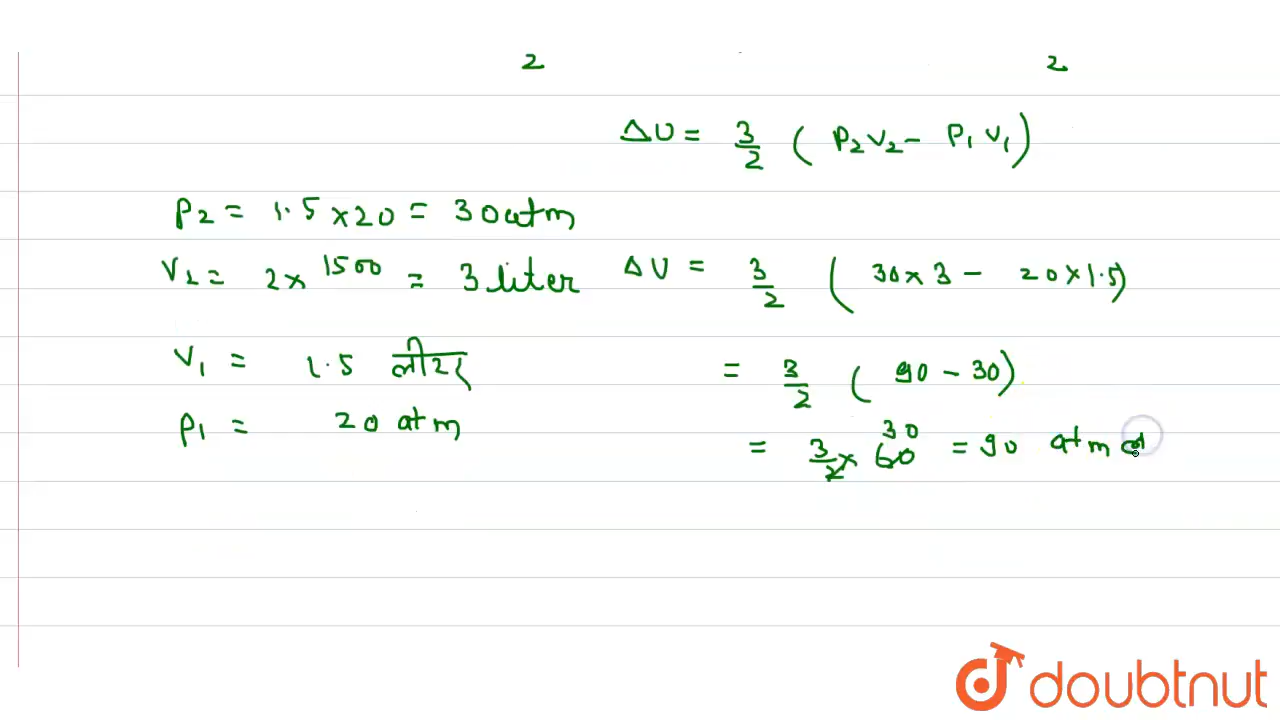 2 2
ΔU = 3/2 ( P2V2 - P1V1 )
P2 = 1.5 × 20 = 30 atm
V2 = 2 × 1500 = 3 liter ΔU = 3/2 ( 30 × 3 - 20 × 1.5 )
V1 = 1.5 लीटर = 3/2 ( 90 - 30 )
P1 = 20 atm
= 3/2 × 60 30 = 90 atm
doubtnut